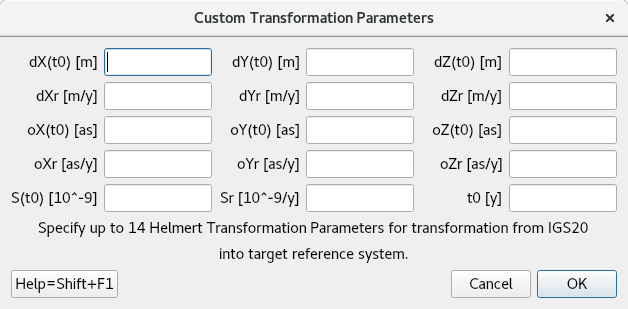 Custom Transformation Parameters ×
dX(t0) [m] dY(t0) [m] dZ(t0) [m]
dXr [m/y] dYr [m/y] dZr [m/y]
oX(t0) [as] oY(t0) [as] oZ(t0) [as]
oXr [as/y] oYr [as/y] oZr [as/y]
S(t0) [10^-9] Sr [10^-9/y] t0 [y]
Specify up to 14 Helmert Transformation Parameters for transformation from IGS20
into target reference system.
Help=Shift+F1 Cancel OK